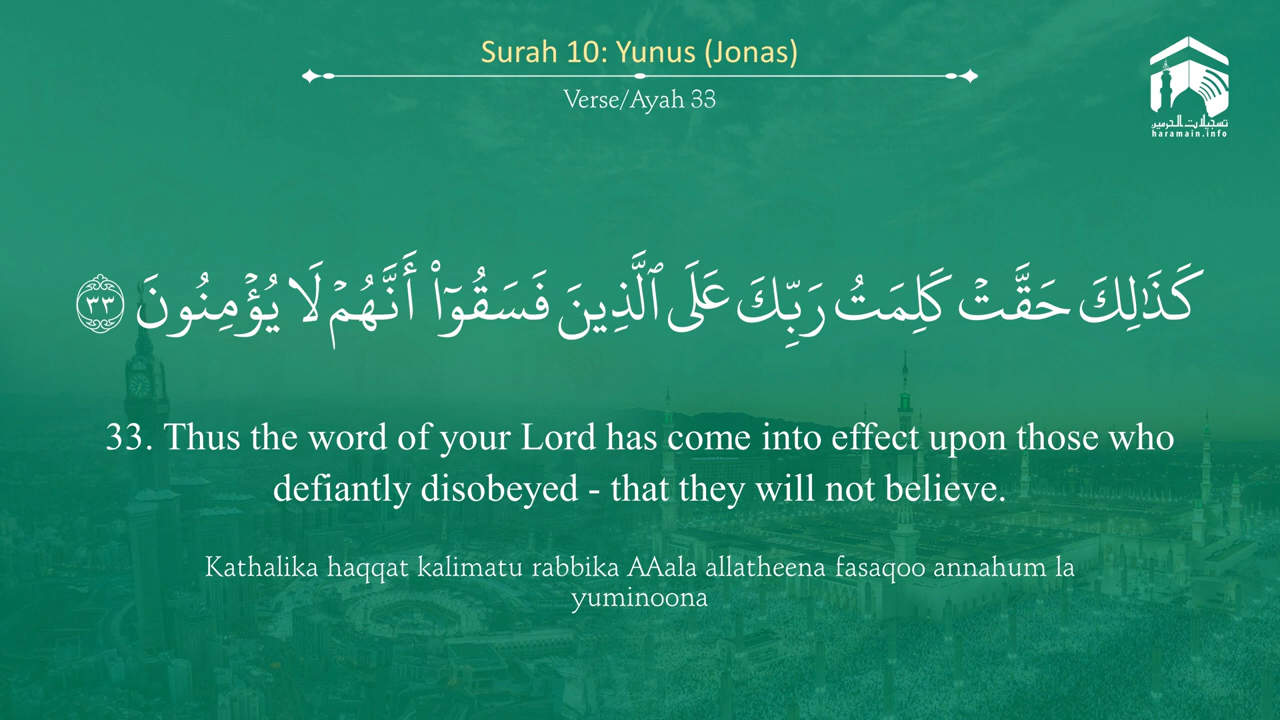 Surah 10: Yunus (Jonas)
Verse/Ayah 33
تسجيلات الحرمين
haramain.info
كَذَٰلِكَ حَقَّتۡ كَلِمَتُ رَبِّكَ عَلَى ٱلَّذِينَ فَسَقُوٓاْ أَنَّهُمۡ لَا يُؤۡمِنُونَ ٣٣
33. Thus the word of your Lord has come into effect upon those who
defiantly disobeyed - that they will not believe.
Kathalika haqqat kalimatu rabbika AAala allatheena fasaqoo annahum la
yuminoona